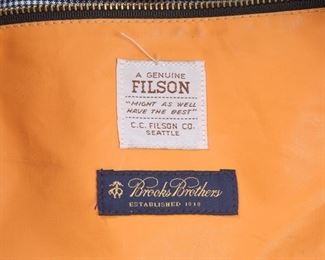 A GENUINE
FILSON
"MIGHT AS WELL
HAVE THE BEST"
C.C. FILSON CO.
SEATTLE
Brooks Brothers
ESTABLISHED 1818